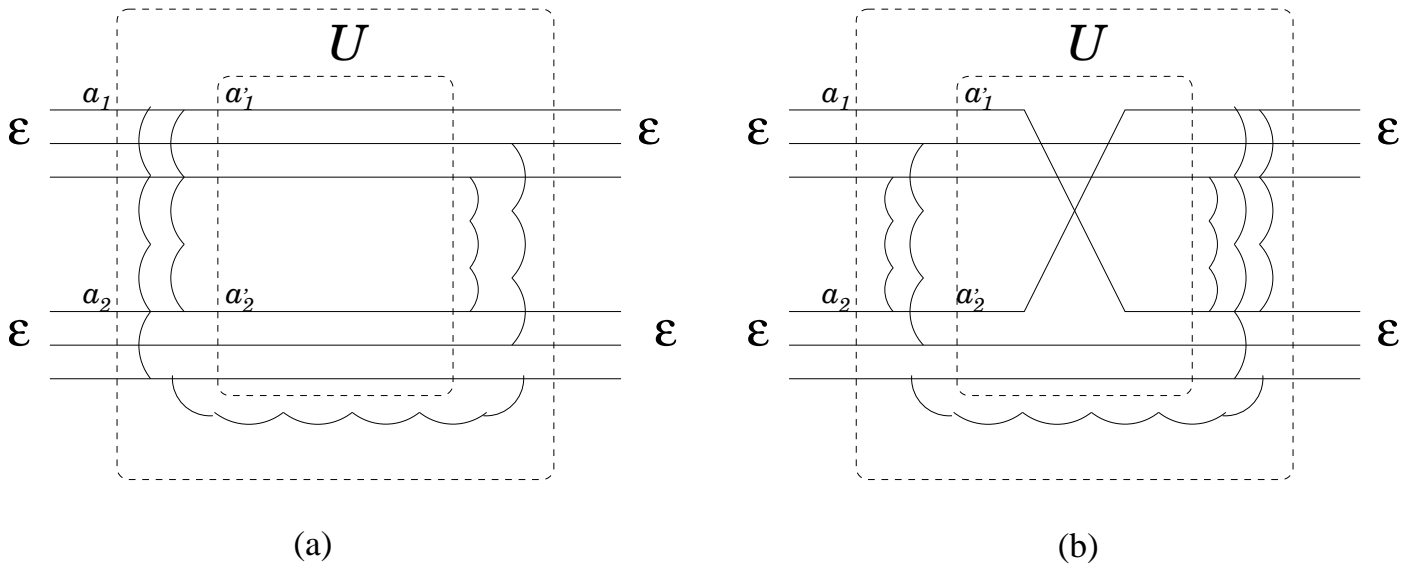 U U
a₁ a'₁ a₁ a'₁
ε ε ε ε
a₂ a'₂ a₂ a'₂
ε ε ε ε
(a) (b)